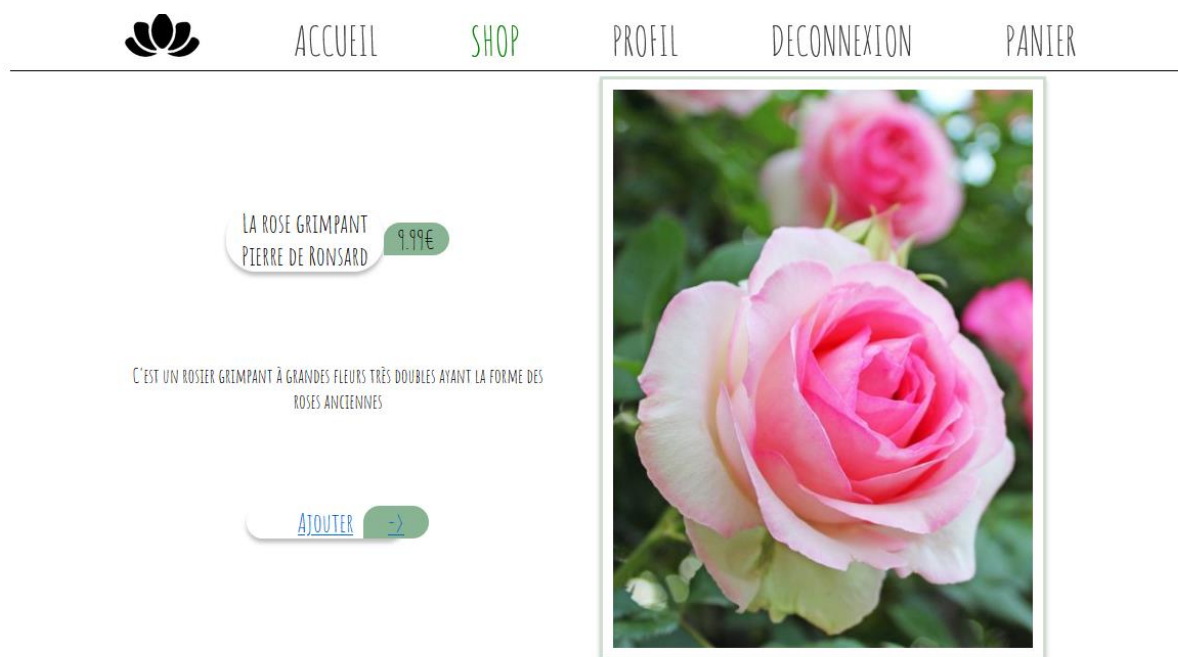 ACCUEIL SHOP PROFIL DECONNEXION PANIER
La rose grimpant
Pierre de Ronsard
9.99€
C'est un rosier grimpant à grandes fleurs très doubles ayant la forme des
roses anciennes
Ajouter ->